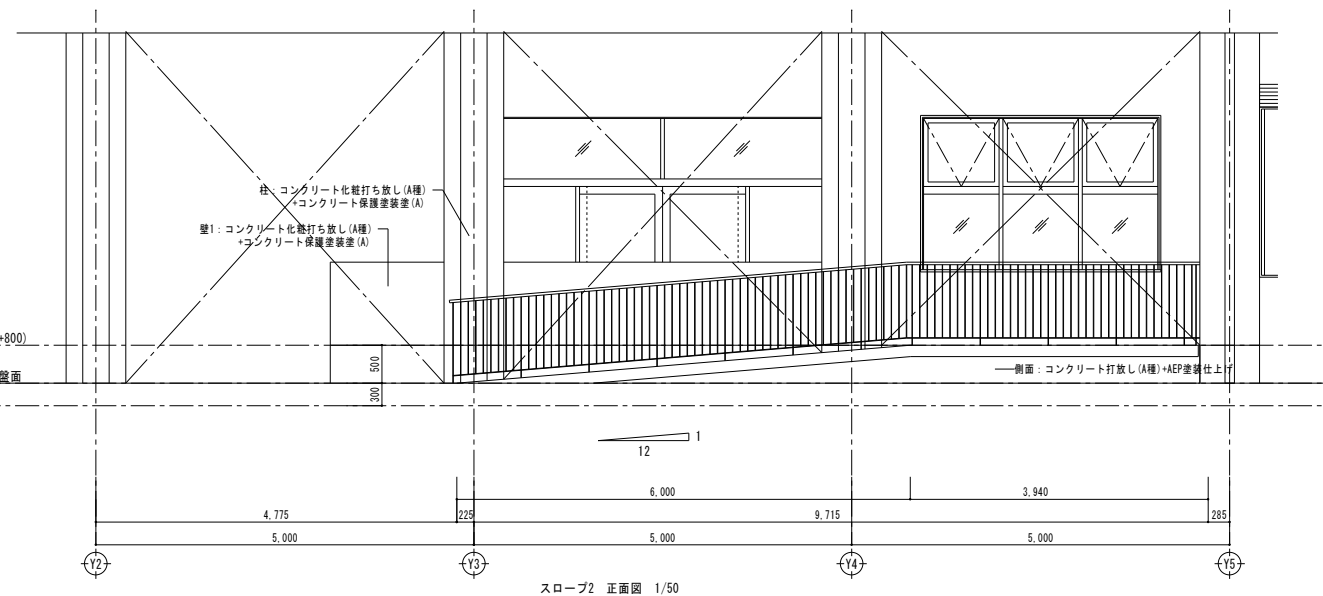 柱：コンクリート化粧打ち放し(A種)
+コンクリート保護塗装塗(A)
壁1：コンクリート化粧打ち放し(A種)
+コンクリート保護塗装塗(A)
+800)
500
盤面
300
側面：コンクリート打放し(A種)+AEP塗装仕上げ
1
12
6,000
3,940
4,775
225
9,715
285
5,000
5,000
5,000
Y2
Y3
Y4
Y5
スロープ2 正面図 1/50